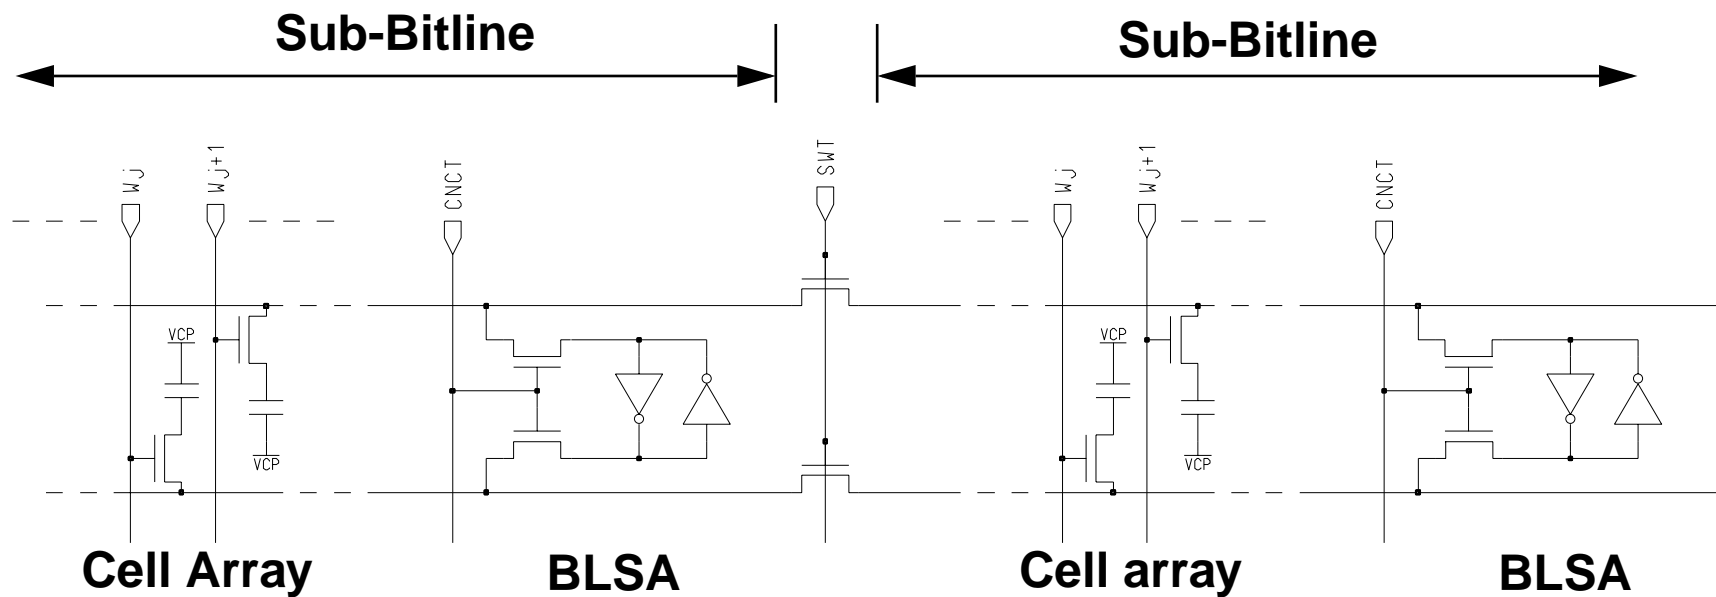 Sub-Bitline
Sub-Bitline
Wj
Wj+1
CNCT
SWT
Wj
Wj+1
CNCT
VCP
VCP
VCP
VCP
Cell Array
BLSA
Cell array
BLSA